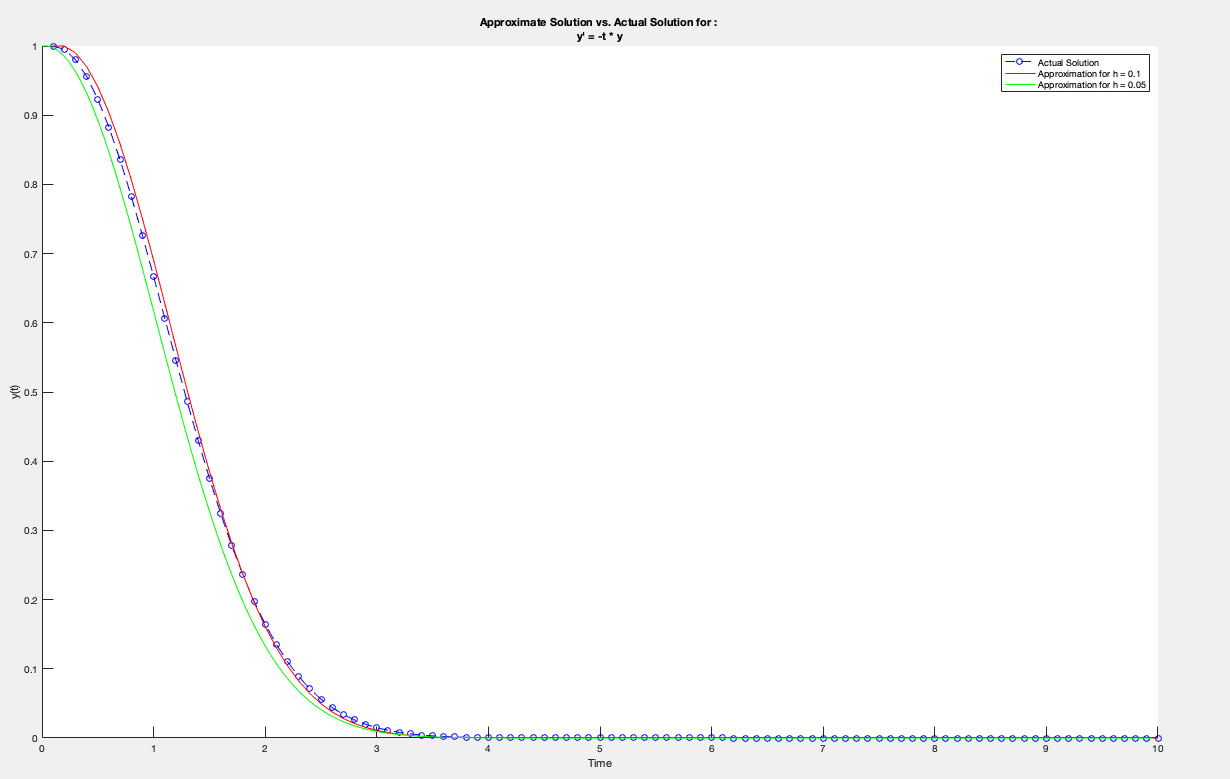 Approximate Solution vs. Actual Solution for :
y' = -t * y
Actual Solution
Approximation for h = 0.1
Approximation for h = 0.05
1
0.9
0.8
0.7
0.6
0.5
0.4
0.3
0.2
0.1
0
y(t)
0 1 2 3 4 5 6 7 8 9 10
Time